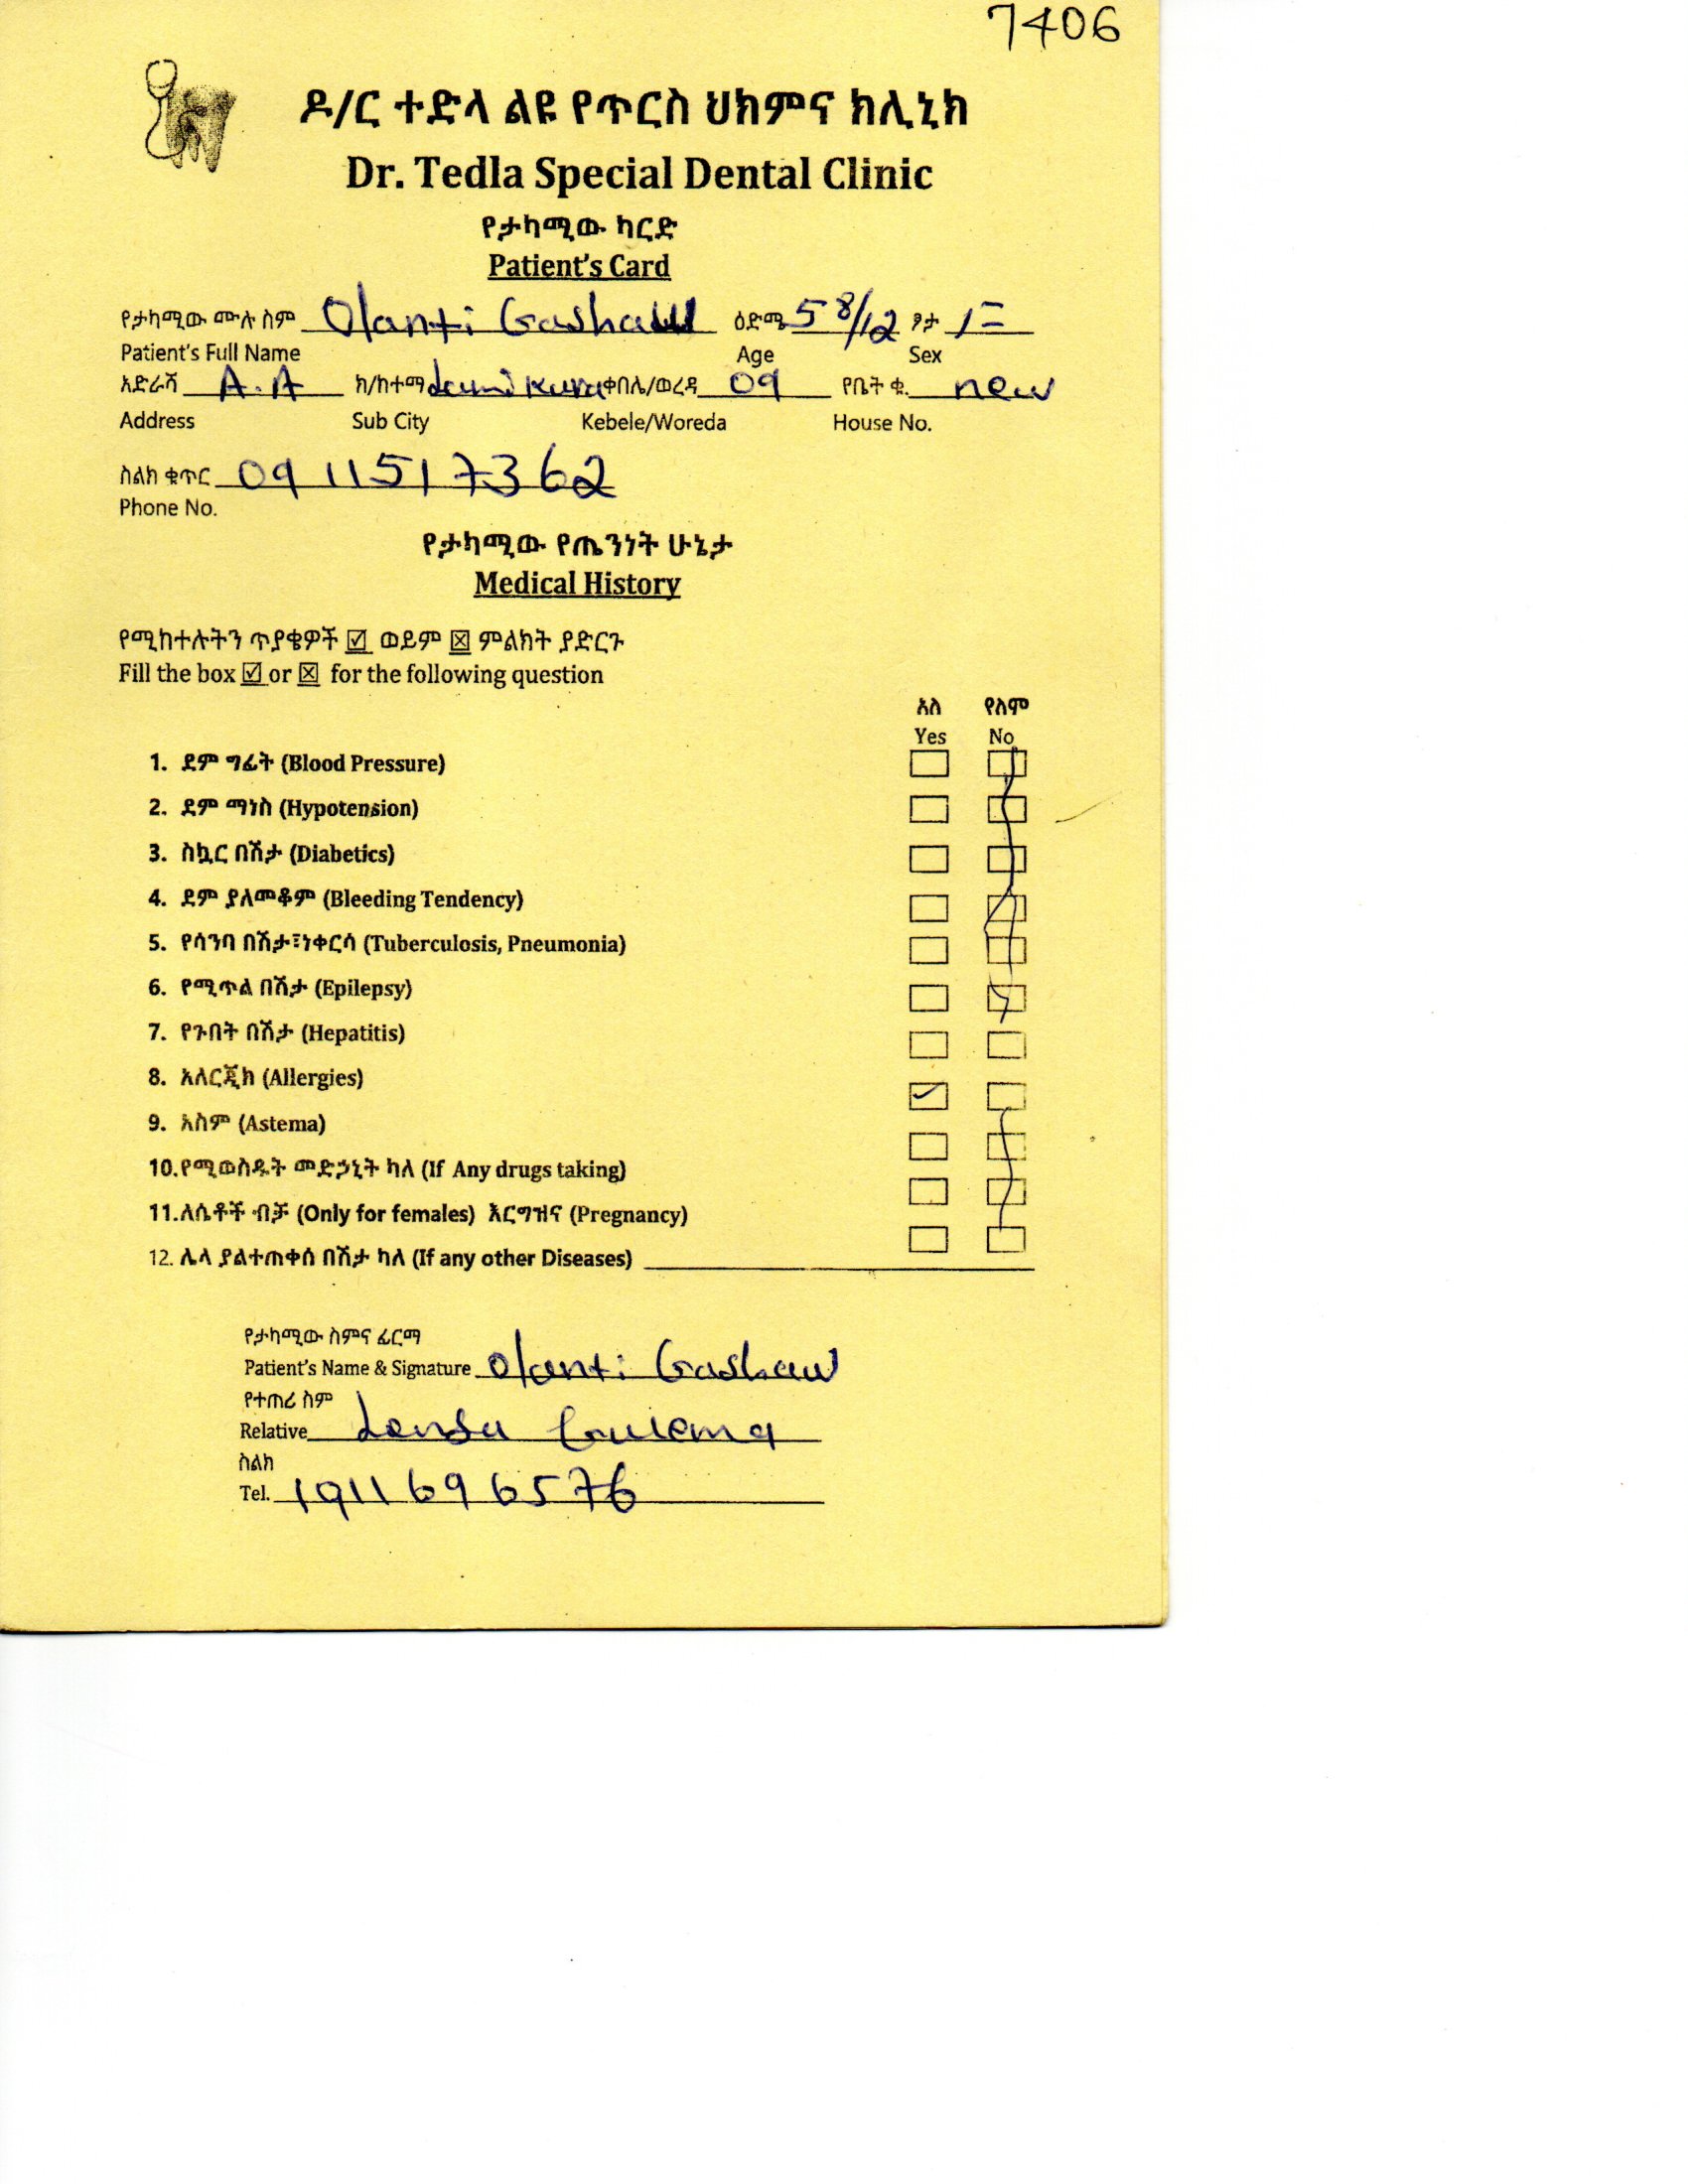 7406
ዶ/ር ተድላ ልዩ የጥርስ ህክምና ክሊኒክ
Dr. Tedla Special Dental Clinic
የታካሚው ካርድ
Patient's Card
የታካሚው ሙሉ ስም Olanti Gashaw ዕድሜ 5 8/12 ፆታ F
Patient's Full Name Age Sex
አድራሻ A.A ክ/ከተማ Lemi Kura ቀበሌ/ወረዳ 09 የቤት ቁ. new
Address Sub City Kebele/Woreda House No.
ስልክ ቁጥር 0911517362
Phone No.
የታካሚው የጤንነት ሁኔታ
Medical History
የሚከተሉትን ጥያቄዎች ☑ ወይም ☒ ምልክት ያድርጉ
Fill the box ☑ or ☒ for the following question
አለ የለም
Yes No
1. ደም ግፊት (Blood Pressure)
2. ደም ማነስ (Hypotension)
3. ስኳር በሽታ (Diabetics)
4. ደም ያለመቆም (Bleeding Tendency)
5. የሳንባ በሽታ፣ነቀርሳ (Tuberculosis, Pneumonia)
6. የሚጥል በሽታ (Epilepsy)
7. የጉበት በሽታ (Hepatitis)
8. አለርጂክ (Allergies)
9. አስም (Astema)
10.የሚወስዱት መድኃኒት ካለ (If Any drugs taking)
11.ለሴቶች ብቻ (Only for females) እርግዝና (Pregnancy)
12. ሌላ ያልተጠቀሰ በሽታ ካለ (If any other Diseases)
የታካሚው ስምና ፊርማ
Patient's Name & Signature Olanti Gashaw
የተጠሪ ስም
Relative Lensa
ስልክ
Tel. 1911696576